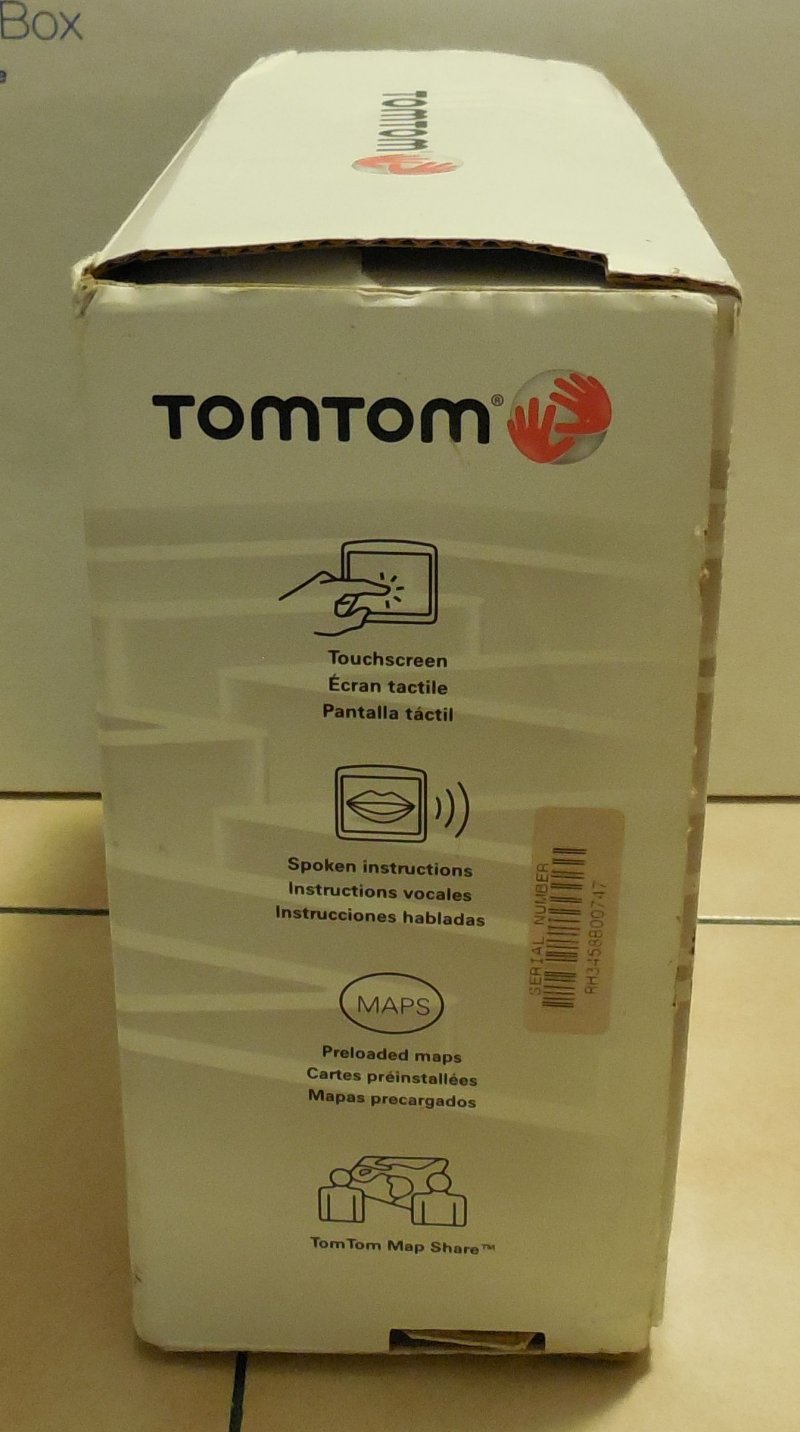 Box
e
TOMTOM
TOMTOM®
Touchscreen
Écran tactile
Pantalla táctil
Spoken instructions
Instructions vocales
Instrucciones habladas
SERIAL NUMBER
RH3458B00747
MAPS
Preloaded maps
Cartes préinstallées
Mapas precargados
TomTom Map Share™